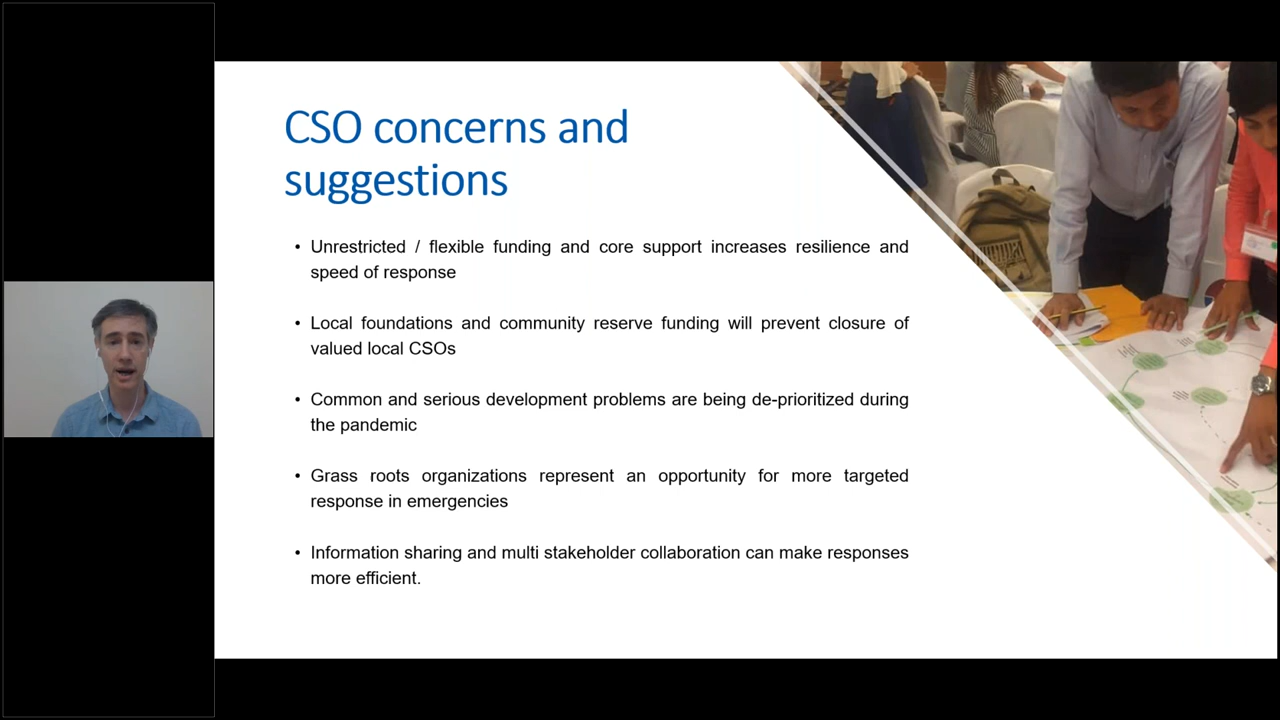 CSO concerns and
suggestions
• Unrestricted / flexible funding and core support increases resilience and
speed of response
• Local foundations and community reserve funding will prevent closure of
valued local CSOs
• Common and serious development problems are being de-prioritized during
the pandemic
• Grass roots organizations represent an opportunity for more targeted
response in emergencies
• Information sharing and multi stakeholder collaboration can make responses
more efficient.